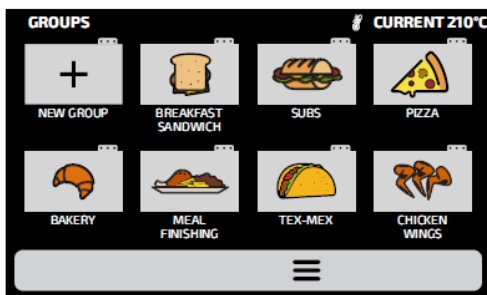 GROUPS
CURRENT 210°C
NEW GROUP
BREAKFAST
SANDWICH
SUBS
PIZZA
BAKERY
MEAL
FINISHING
TEX-MEX
CHICKEN
WINGS